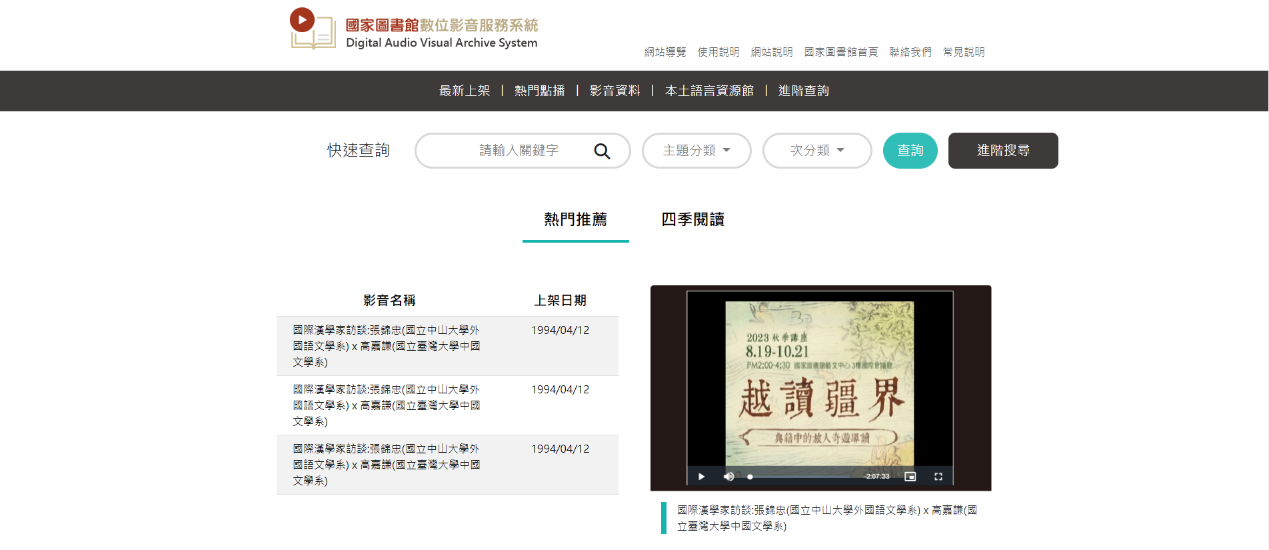 國家圖書館數位影音服務系統
Digital Audio Visual Archive System
網站導覽 使用說明 網站說明 國家圖書館首頁 聯絡我們 常見說明
最新上架 | 熱門點播 | 影音資料 | 本土語言資源館 | 進階查詢
快速查詢 請輸入關鍵字 主題分類 次分類 查詢 進階搜尋
熱門推薦 四季閱讀
影音名稱 上架日期
國際漢學家訪談:張錦忠(國立中山大學外 1994/04/12
國語文學系) x 高嘉謙(國立臺灣大學中國
文學系)
國際漢學家訪談:張錦忠(國立中山大學外 1994/04/12
國語文學系) x 高嘉謙(國立臺灣大學中國
文學系)
國際漢學家訪談:張錦忠(國立中山大學外 1994/04/12
國語文學系) x 高嘉謙(國立臺灣大學中國
文學系)
2023 秋季講座
8.19-10.21
PM2:00-4:30 國家圖書館藝文中心3樓國際會議廳
越讀疆界
典籍中的旅人奇遊導讀
-2:07:33
國際漢學家訪談:張錦忠(國立中山大學外國語文學系) x 高嘉謙(國
立臺灣大學中國文學系)